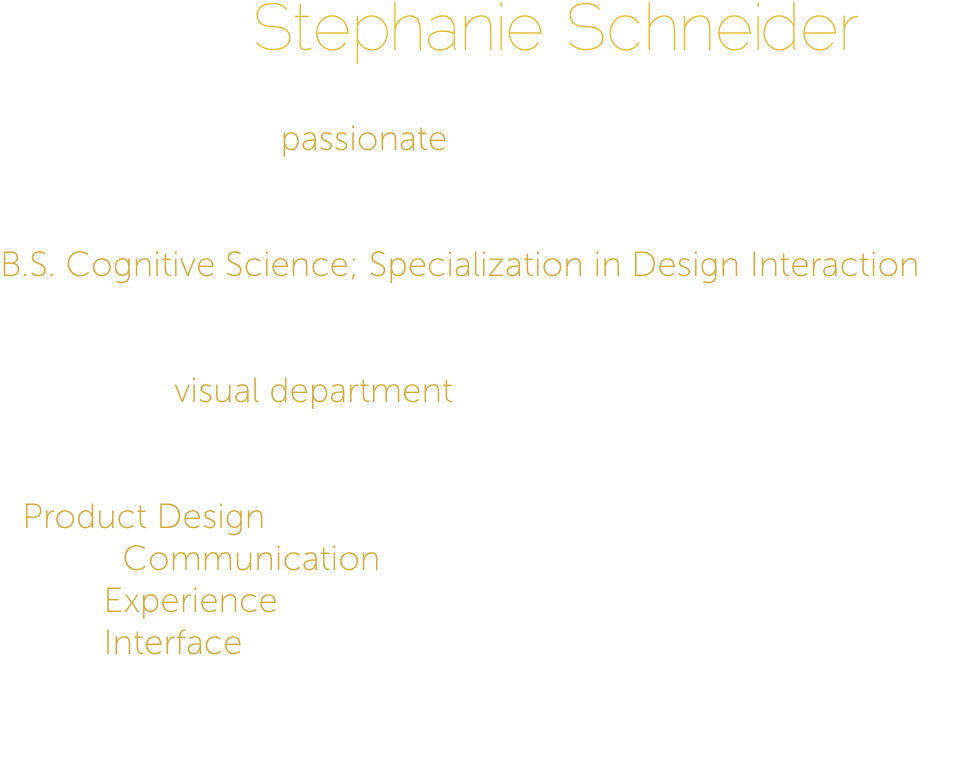 Stephanie Schneider
passionate
B.S. Cognitive Science; Specialization in Design Interaction
visual department
Product Design
Communication
Experience
Interface